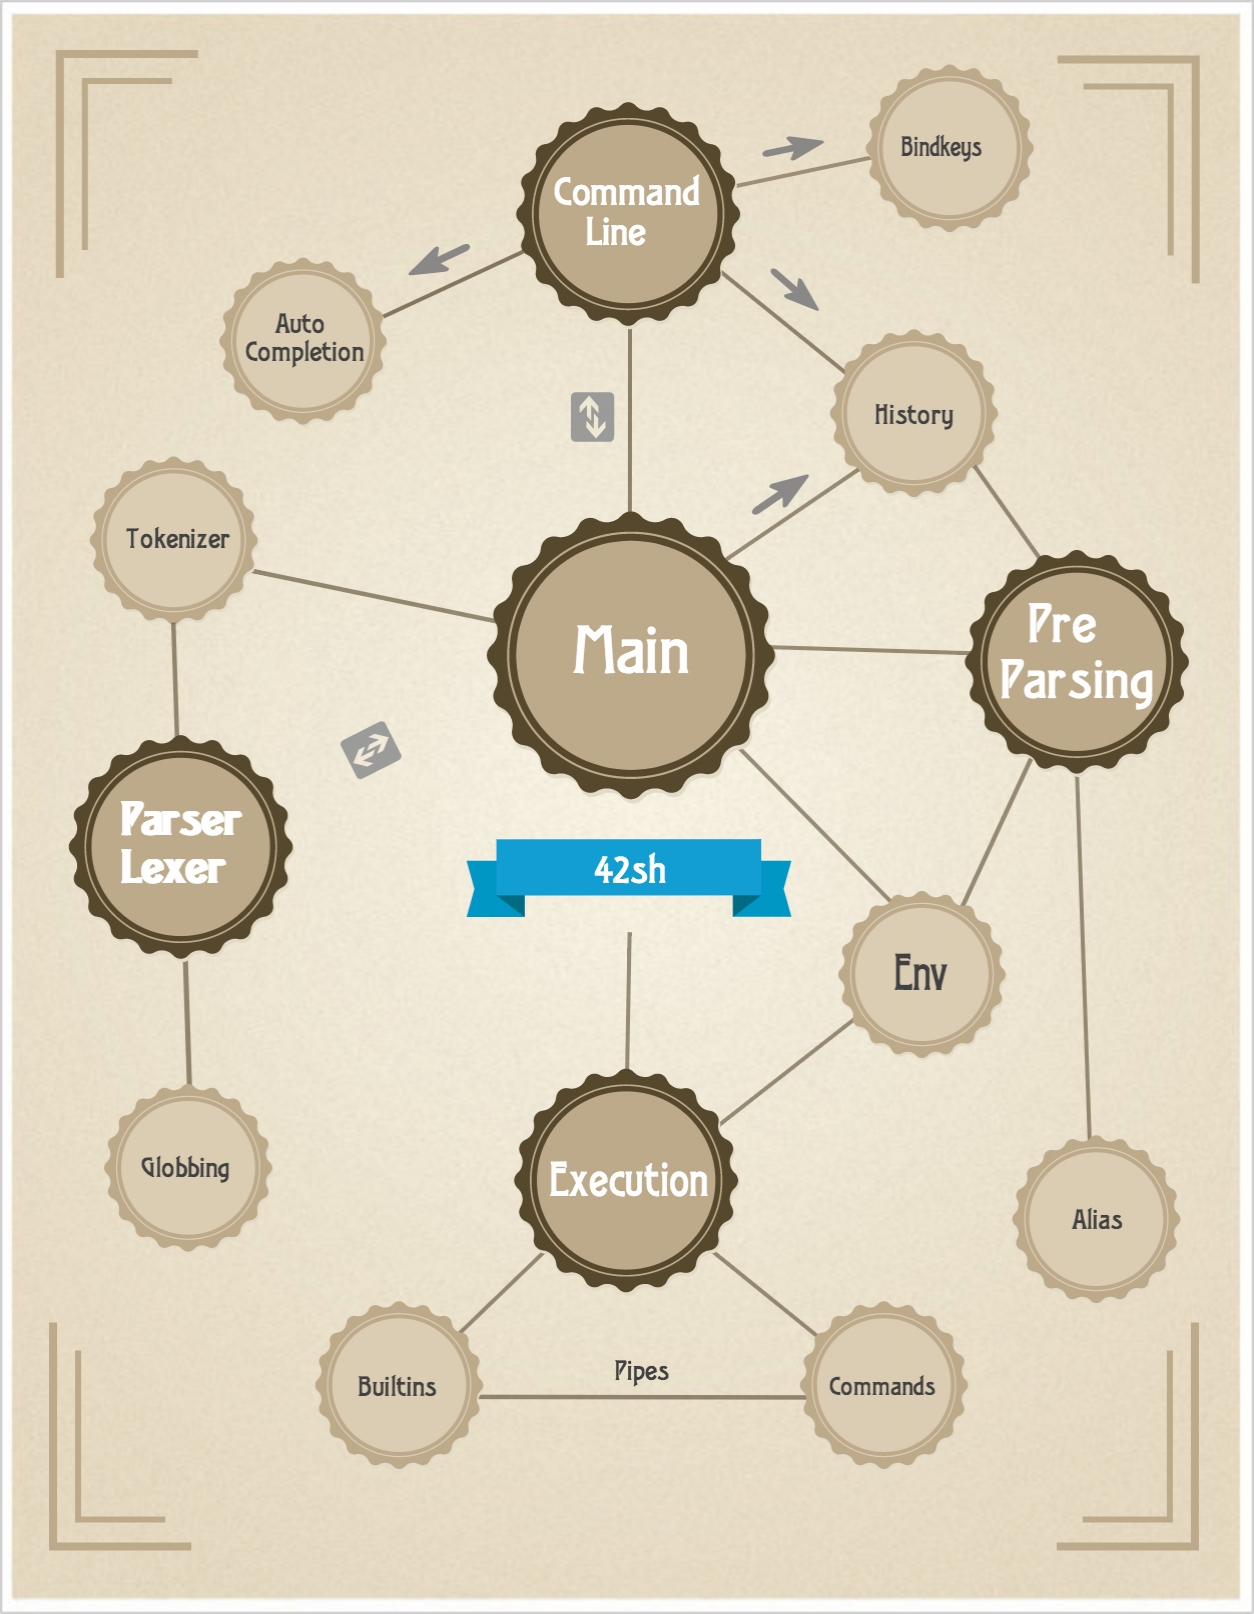 Bindkeys
Command
Line
Auto
Completion
History
Tokenizer
Main
Pre
Parsing
Parser
Lexer
42sh
Env
Globbing
Execution
Alias
Pipes
Builtins
Commands